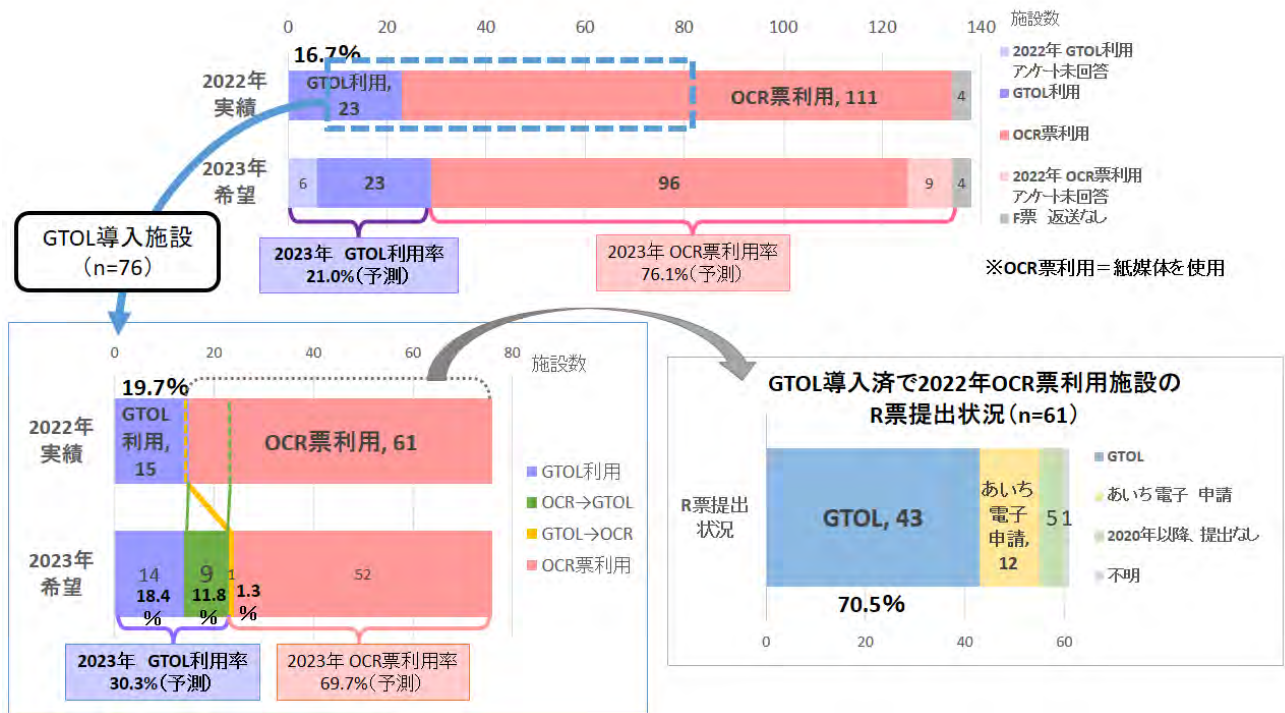 0 20 40 60 80 100 120 140 施設数
16.7%
2022年
実績
GTOL利用,
23
OCR票利用, 111
4
2023年
希望
6
23
96
9
4
2022年 GTOL利用
アンケート未回答
GTOL利用
OCR票利用
2022年 OCR票利用
アンケート未回答
F票 返送なし
2023年 GTOL利用率
21.0%(予測)
2023年 OCR票利用率
76.1%(予測)
※OCR票利用=紙媒体を使用
GTOL導入施設
(n=76)
0 20 40 60 80 施設数
19.7%
2022年
実績
GTOL
利用,
15
OCR票利用, 61
2023年
希望
14
18.4
%
9
11.8
%
1
1.3
%
52
GTOL利用
OCR→GTOL
GTOL→OCR
OCR票利用
2023年 GTOL利用率
30.3%(予測)
2023年 OCR票利用率
69.7%(予測)
GTOL導入済で2022年OCR票利用施設の
R票提出状況(n=61)
R票提出
状況
GTOL, 43
あいち
電子
申請,
12
5
1
70.5%
0 20 40 60
GTOL
あいち電子 申請
2020年以降、提出なし
不明